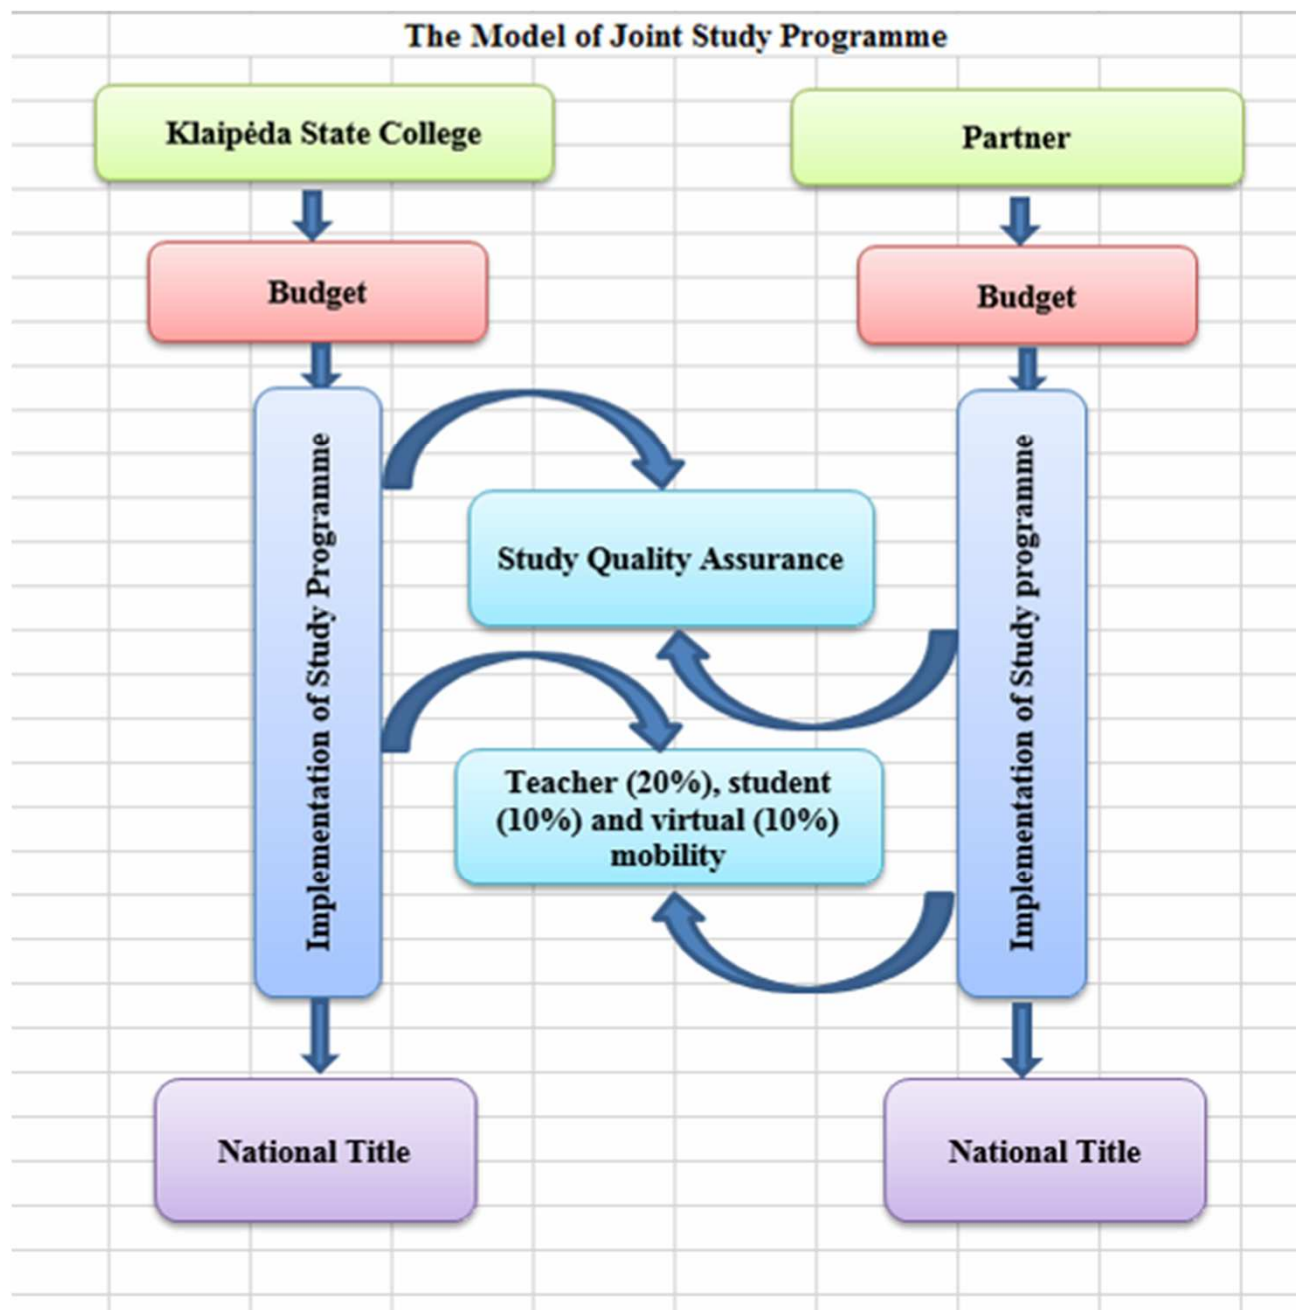 The Model of Joint Study Programme
Klaipėda State College
Partner
Budget
Budget
Implementation of Study Programme
Implementation of Study programme
Study Quality Assurance
Teacher (20%), student
(10%) and virtual (10%)
mobility
National Title
National Title